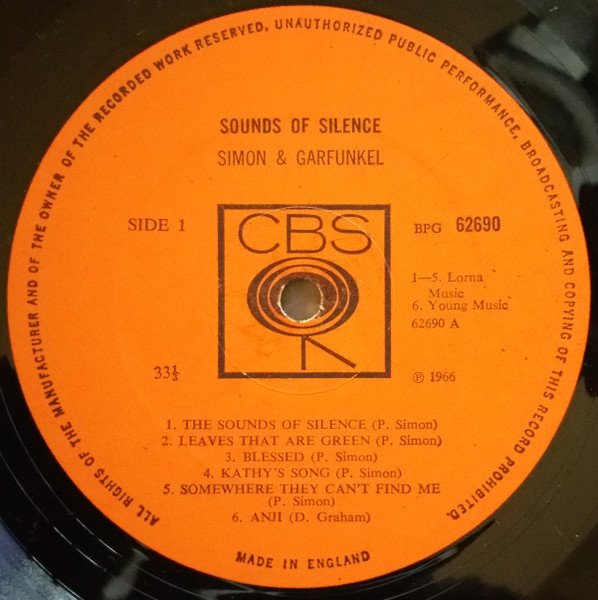 ALL RIGHTS OF THE MANUFACTURER AND OF THE OWNER OF THE RECORDED WORK RESERVED. UNAUTHORIZED PUBLIC PERFORMANCE, BROADCASTING AND COPYING OF THIS RECORD PROHIBITED.
SOUNDS OF SILENCE
SIMON & GARFUNKEL
SIDE 1
CBS
BPG 62690
1—5. Lorna
Music
6. Young Music
62690 A
33⅓
℗ 1966
1. THE SOUNDS OF SILENCE (P. Simon)
2. LEAVES THAT ARE GREEN (P. Simon)
3. BLESSED (P. Simon)
4. KATHY'S SONG (P. Simon)
5. SOMEWHERE THEY CAN'T FIND ME
(P. Simon)
6. ANJI (D. Graham)
MADE IN ENGLAND